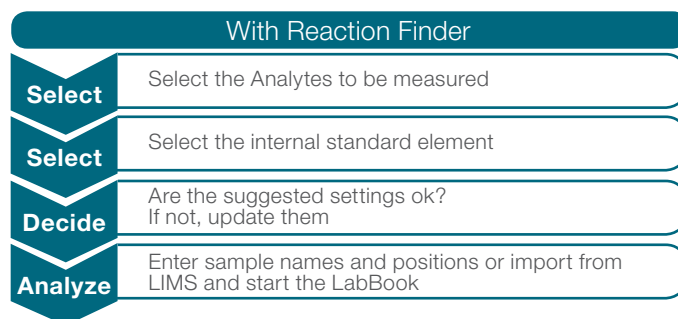 With Reaction Finder
Select
Select the Analytes to be measured
Select
Select the internal standard element
Decide
Are the suggested settings ok?
If not, update them
Analyze
Enter sample names and positions or import from
LIMS and start the LabBook